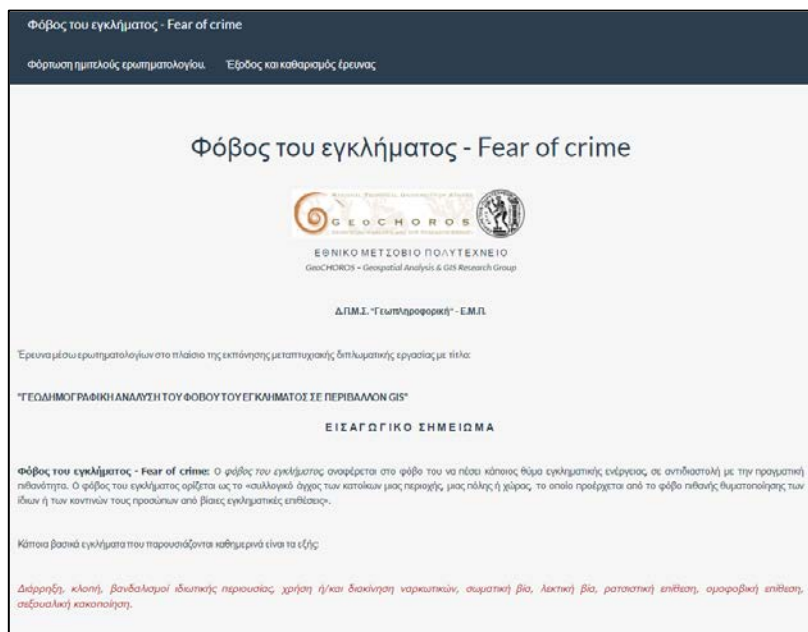 Φόβος του εγκλήματος - Fear of crime
Φόρτωση ημιτελούς ερωτηματολογίου. Έξοδος και καθαρισμός έρευνας
Φόβος του εγκλήματος - Fear of crime
GEOCHOROS
ΕΘΝΙΚΟ ΜΕΤΣΟΒΙΟ ΠΟΛΥΤΕΧΝΕΙΟ
GeoCHOROS – Geospatial Analysis & GIS Research Group
Δ.Π.Μ.Σ. "Γεωπληροφορική" - Ε.Μ.Π.
Έρευνα μέσω ερωτηματολογίων στο πλαίσιο της εκπόνησης μεταπτυχιακής διπλωματικής εργασίας με τίτλο:
"ΓΕΩΔΗΜΟΓΡΑΦΙΚΗ ΑΝΑΛΥΣΗ ΤΟΥ ΦΟΒΟΥ ΤΟΥ ΕΓΚΛΗΜΑΤΟΣ ΣΕ ΠΕΡΙΒΑΛΛΟΝ GIS"
ΕΙΣΑΓΩΓΙΚΟ ΣΗΜΕΙΩΜΑ
Φόβος του εγκλήματος - Fear of crime: Ο φόβος του εγκλήματος αναφέρεται στο φόβο του να πέσει κάποιος θύμα εγκληματικής ενέργειας, σε αντιδιαστολή με την πραγματική
πιθανότητα. Ο φόβος του εγκλήματος ορίζεται ως το «συλλογικό άγχος των κατοίκων μιας περιοχής, μιας πόλης ή χώρας, το οποίο προέρχεται από το φόβο πιθανής θυματοποίησης των
ίδιων ή των κοντινών τους προσώπων από βίαιες εγκληματικές επιθέσεις».
Κάποια βασικά εγκλήματα που παρουσιάζονται καθημερινά είναι τα εξής:
Διάρρηξη, κλοπή, βανδαλισμοί ιδιωτικής περιουσίας, χρήση ή/και διακίνηση ναρκωτικών, σωματική βία, λεκτική βία, ρατσιστική επίθεση, ομοφοβική επίθεση,
σεξουαλική κακοποίηση.